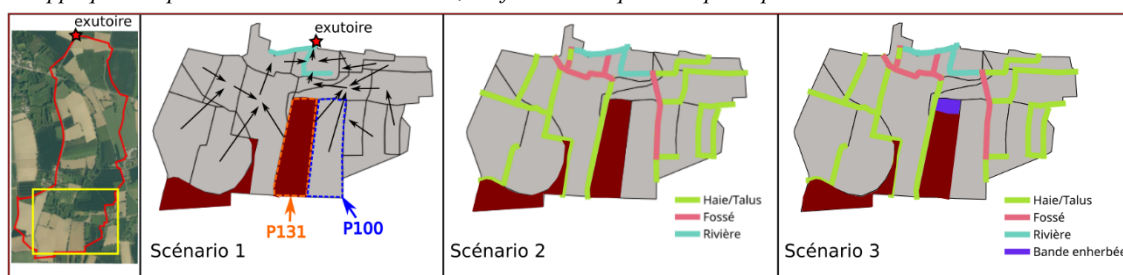 exutoire
exutoire
P131
P100
Scénario 1
Haie/Talus
Fossé
Rivière
Scénario 2
Haie/Talus
Fossé
Rivière
Bande enherbée
Scénario 3